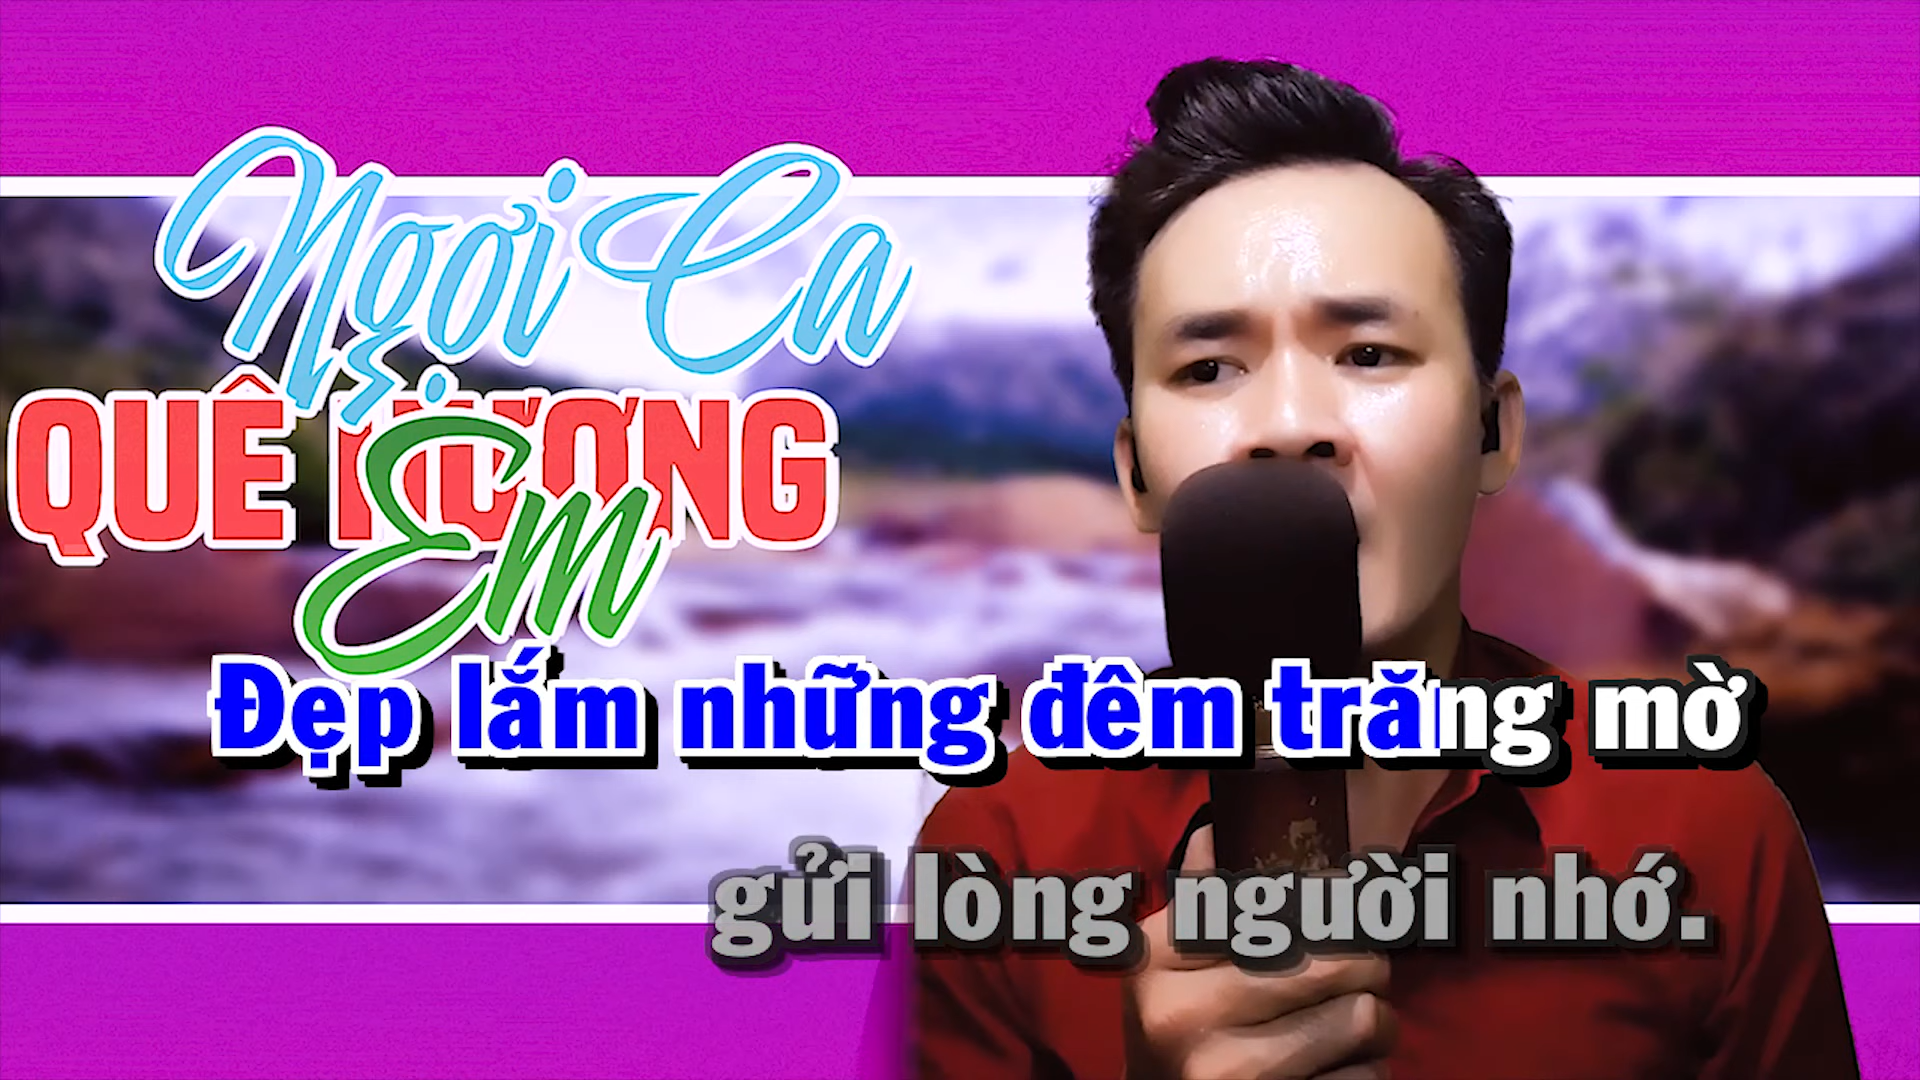 Ngợi Ca
QUÊ HƯƠNG
Em
Đẹp lắm những đêm trăng mờ
gửi lòng người nhớ.